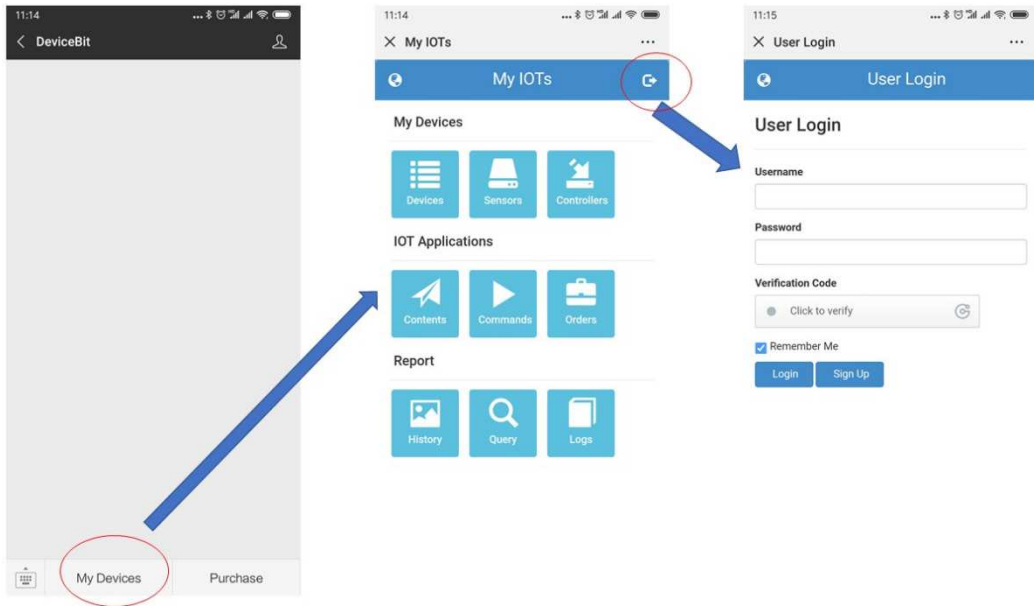 11:14
DeviceBit
My Devices
Purchase
11:14
My IOTs
My IOTs
My Devices
Devices
Sensors
Controllers
IOT Applications
Contents
Commands
Orders
Report
History
Query
Logs
11:15
User Login
User Login
User Login
Username
Password
Verification Code
Click to verify
Remember Me
Login
Sign Up